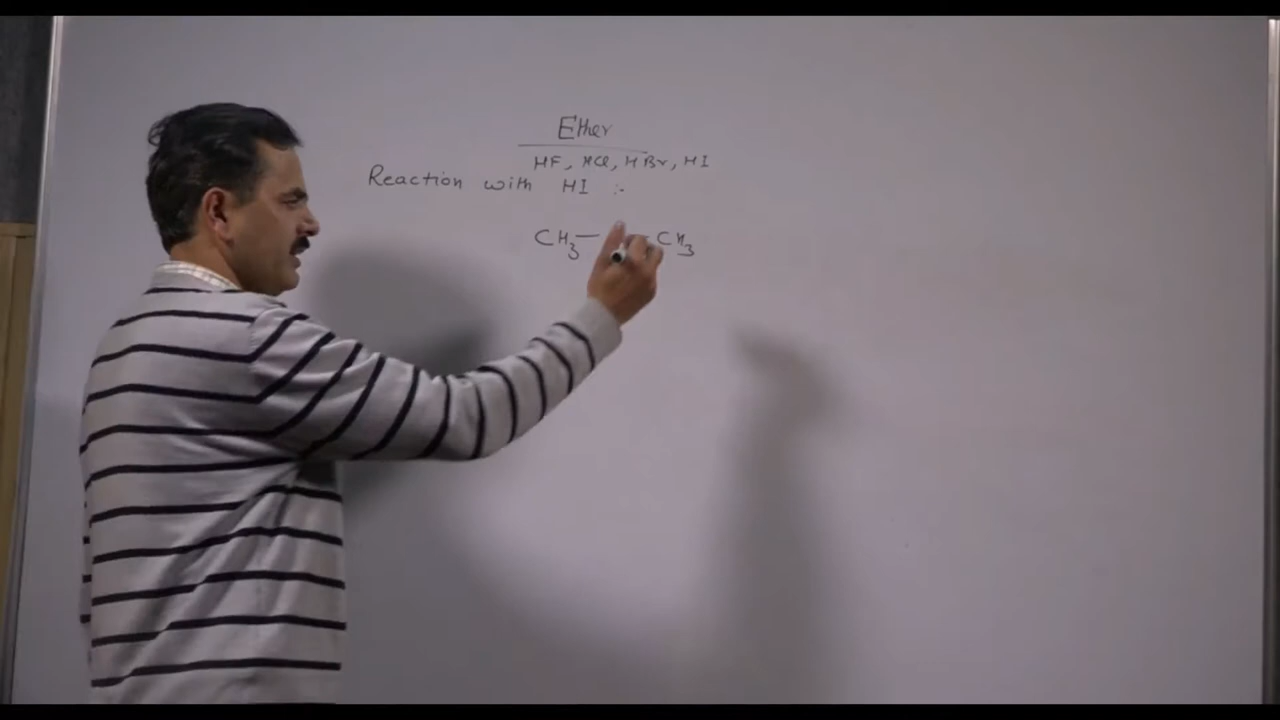 Ether
HF, HCl, HBr, HI
Reaction with HI :-
CH3— —CH3